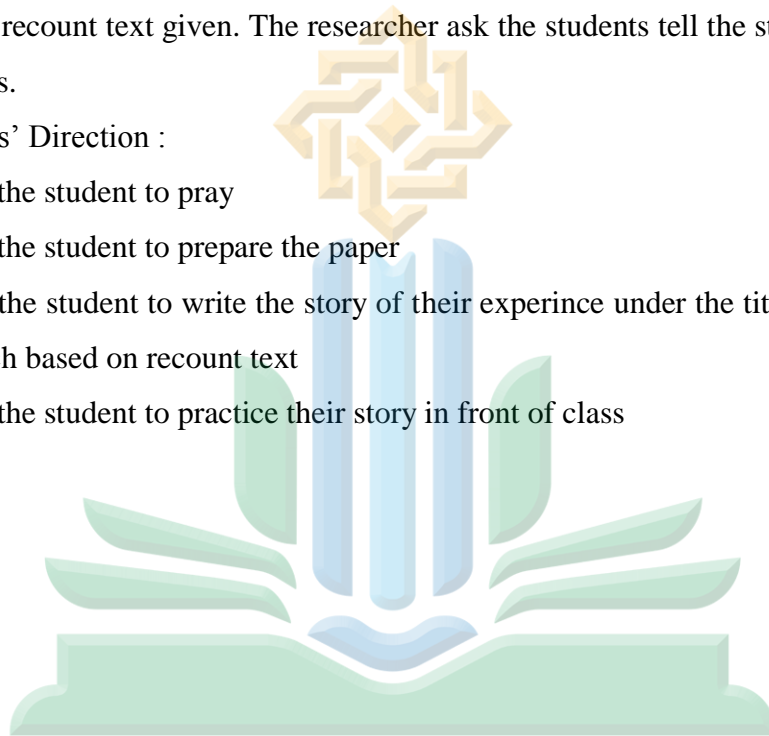 recount text given. The researcher ask the students tell the st
s.
s’ Direction :
the student to pray
the student to prepare the paper
the student to write the story of their experince under the tit
h based on recount text
the student to practice their story in front of class